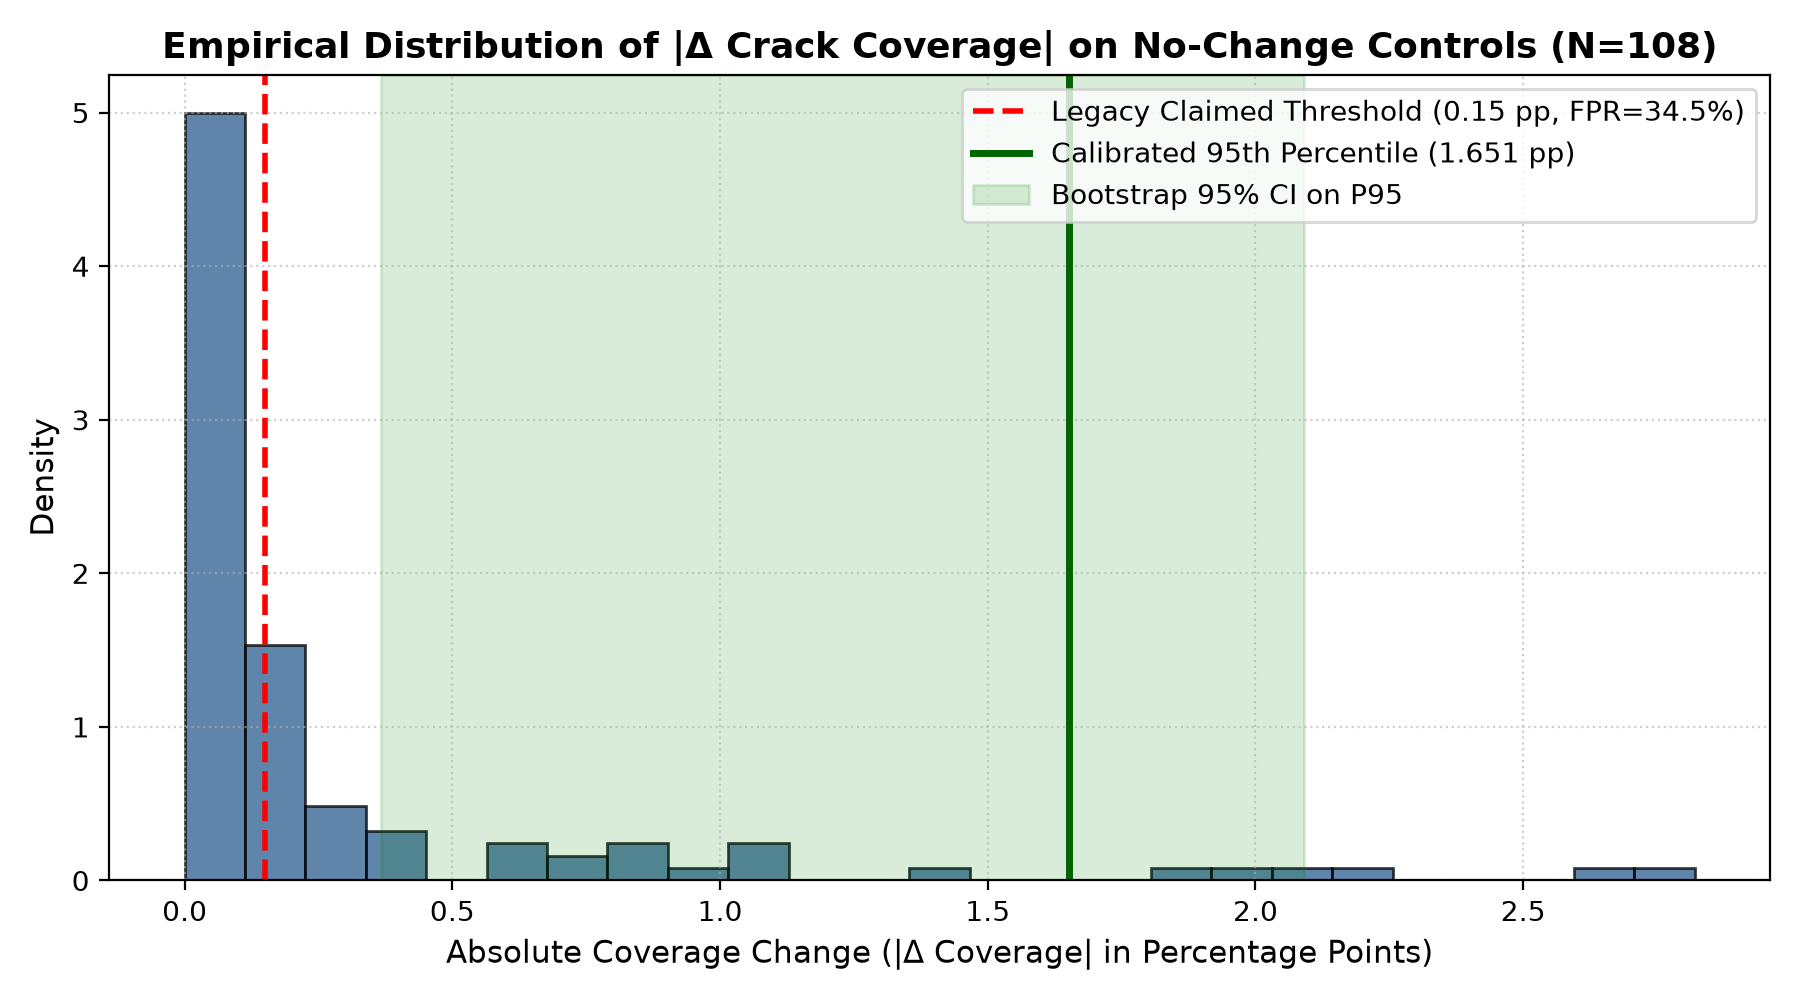 Empirical Distribution of |Δ Crack Coverage| on No-Change Controls (N=108)
Legacy Claimed Threshold (0.15 pp, FPR=34.5%)
Calibrated 95th Percentile (1.651 pp)
Bootstrap 95% CI on P95
Density
5
4
3
2
1
0
0.0
0.5
1.0
1.5
2.0
2.5
Absolute Coverage Change (|Δ Coverage| in Percentage Points)